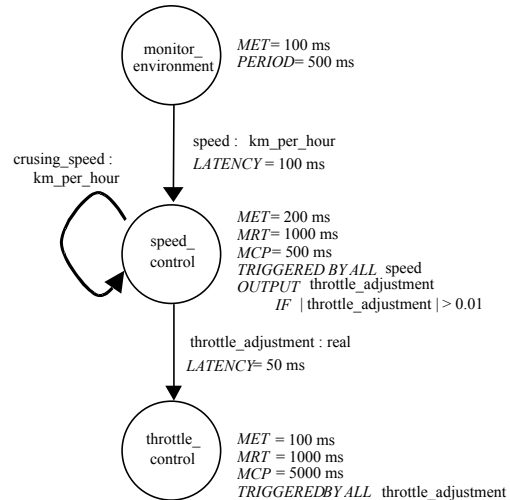 monitor_
environment
MET = 100 ms
PERIOD= 500 ms
speed : km_per_hour
LATENCY = 100 ms
crusing_speed :
km_per_hour
speed_
control
MET= 200 ms
MRT= 1000 ms
MCP= 500 ms
TRIGGERED BY ALL speed
OUTPUT throttle_adjustment
IF | throttle_adjustment | > 0.01
throttle_adjustment : real
LATENCY= 50 ms
throttle_
control
MET = 100 ms
MRT = 1000 ms
MCP = 5000 ms
TRIGGEREDBY ALL throttle_adjustment